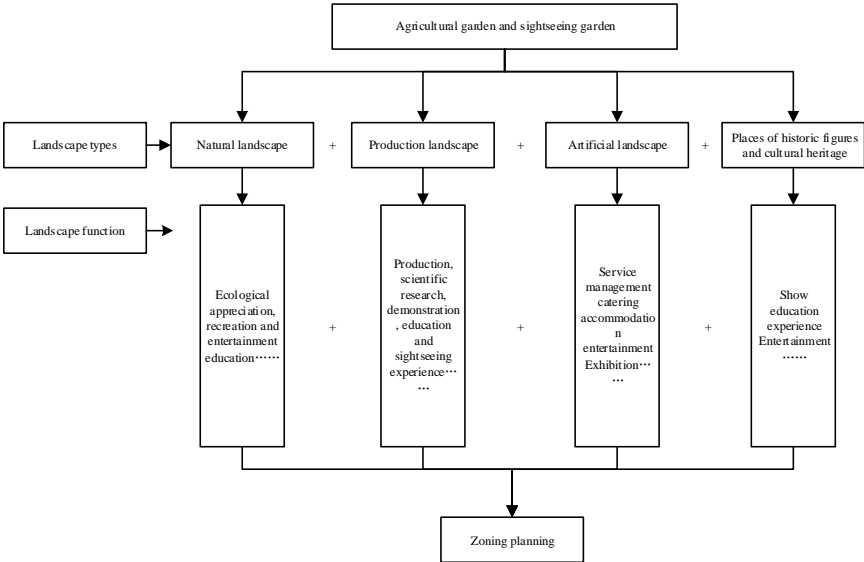 Agricultural garden and sightseeing garden
Landscape types
Natural landscape
+
Production landscape
+
Artificial landscape
+
Places of historic figures
and cultural heritage
Landscape function
Ecological
appreciation,
recreation and
entertainment
education……
+
Production,
scientific
research,
demonstration
, education
and
sightseeing
experience…
…
+
Service
management
catering
accommodatio
n
entertainment
Exhibition…
…
+
Show
education
experience
Entertainment
……
Zoning planning